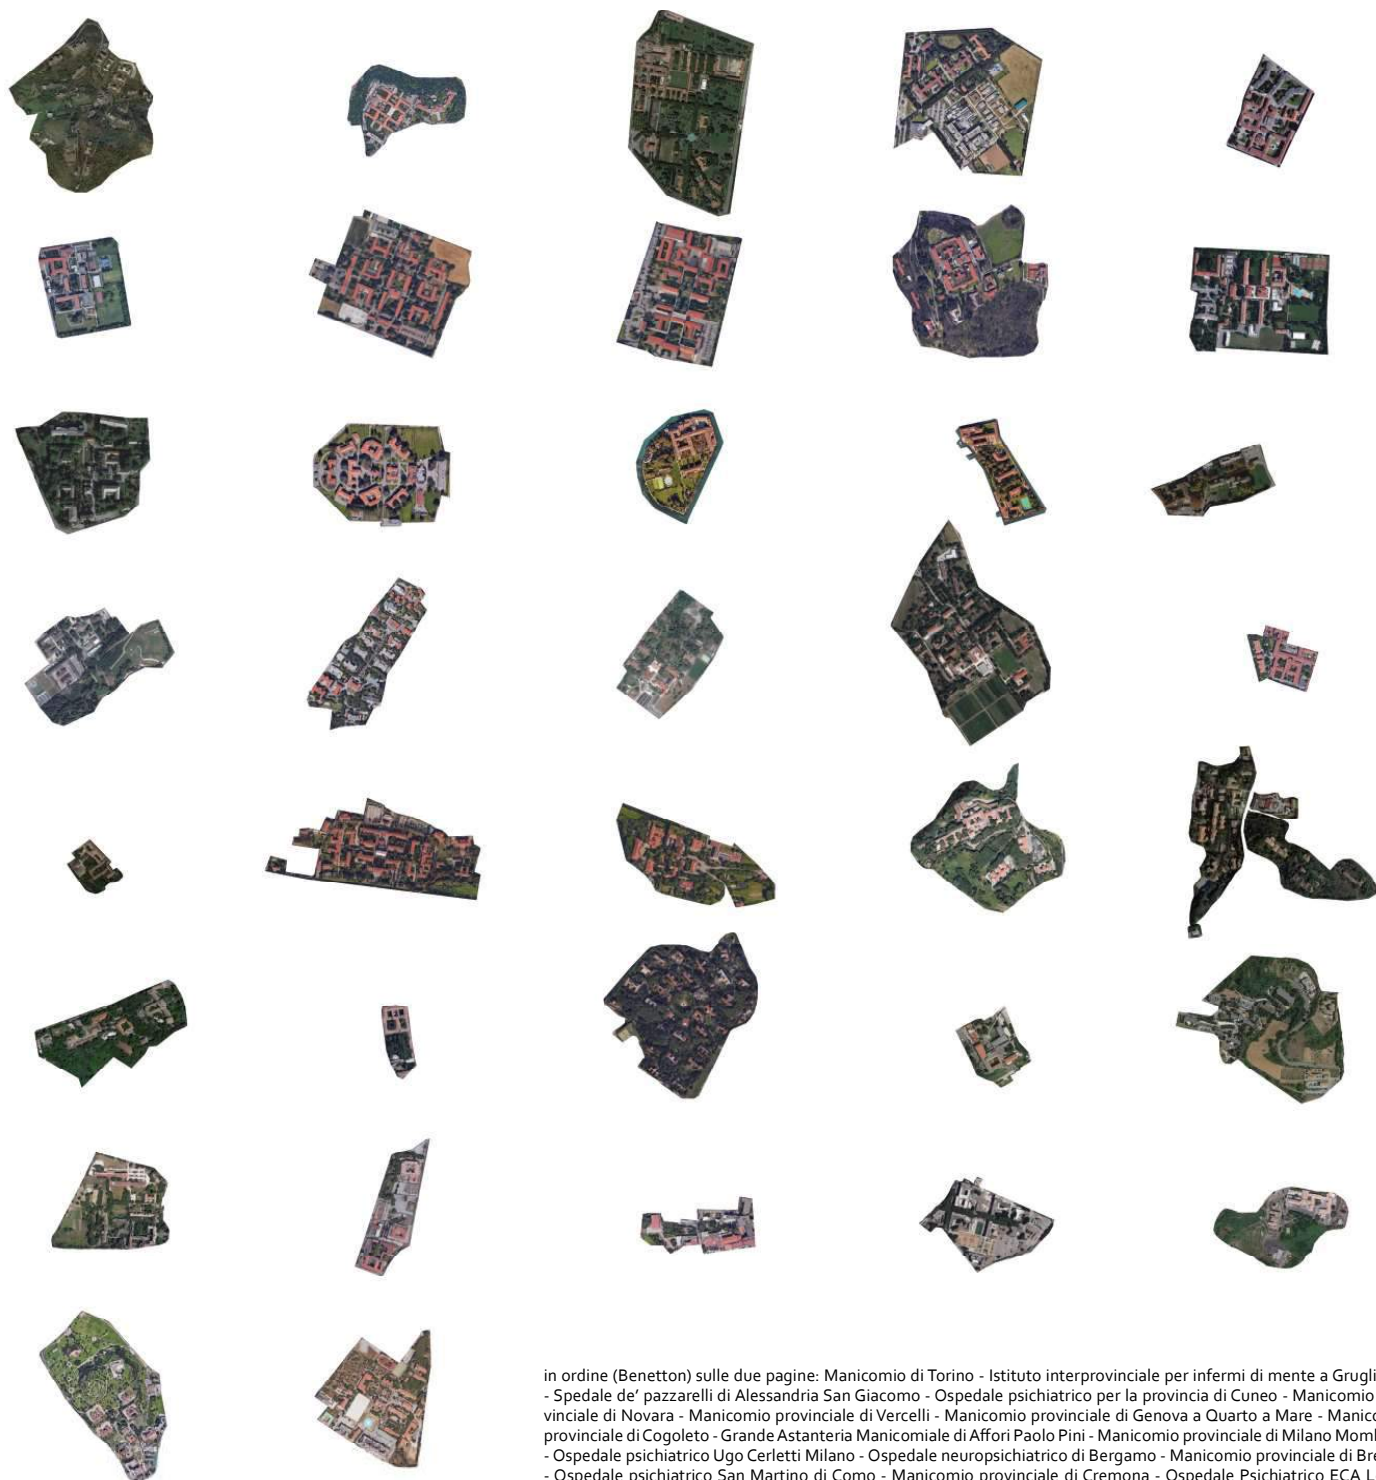 in ordine (Benetton) sulle due pagine: Manicomio di Torino - Istituto interprovinciale per infermi di mente a Grugli
- Spedale de’ pazzarelli di Alessandria San Giacomo - Ospedale psichiatrico per la provincia di Cuneo - Manicomio
vinciale di Novara - Manicomio provinciale di Vercelli - Manicomio provinciale di Genova a Quarto a Mare - Manico
provinciale di Cogoleto - Grande Astanteria Manicomiale di Affori Paolo Pini - Manicomio provinciale di Milano Momb
- Ospedale psichiatrico Ugo Cerletti Milano - Ospedale neuropsichiatrico di Bergamo - Manicomio provinciale di Bre
- Ospedale psichiatrico San Martino di Como - Manicomio provinciale di Cremona - Ospedale Psichiatrico ECA L